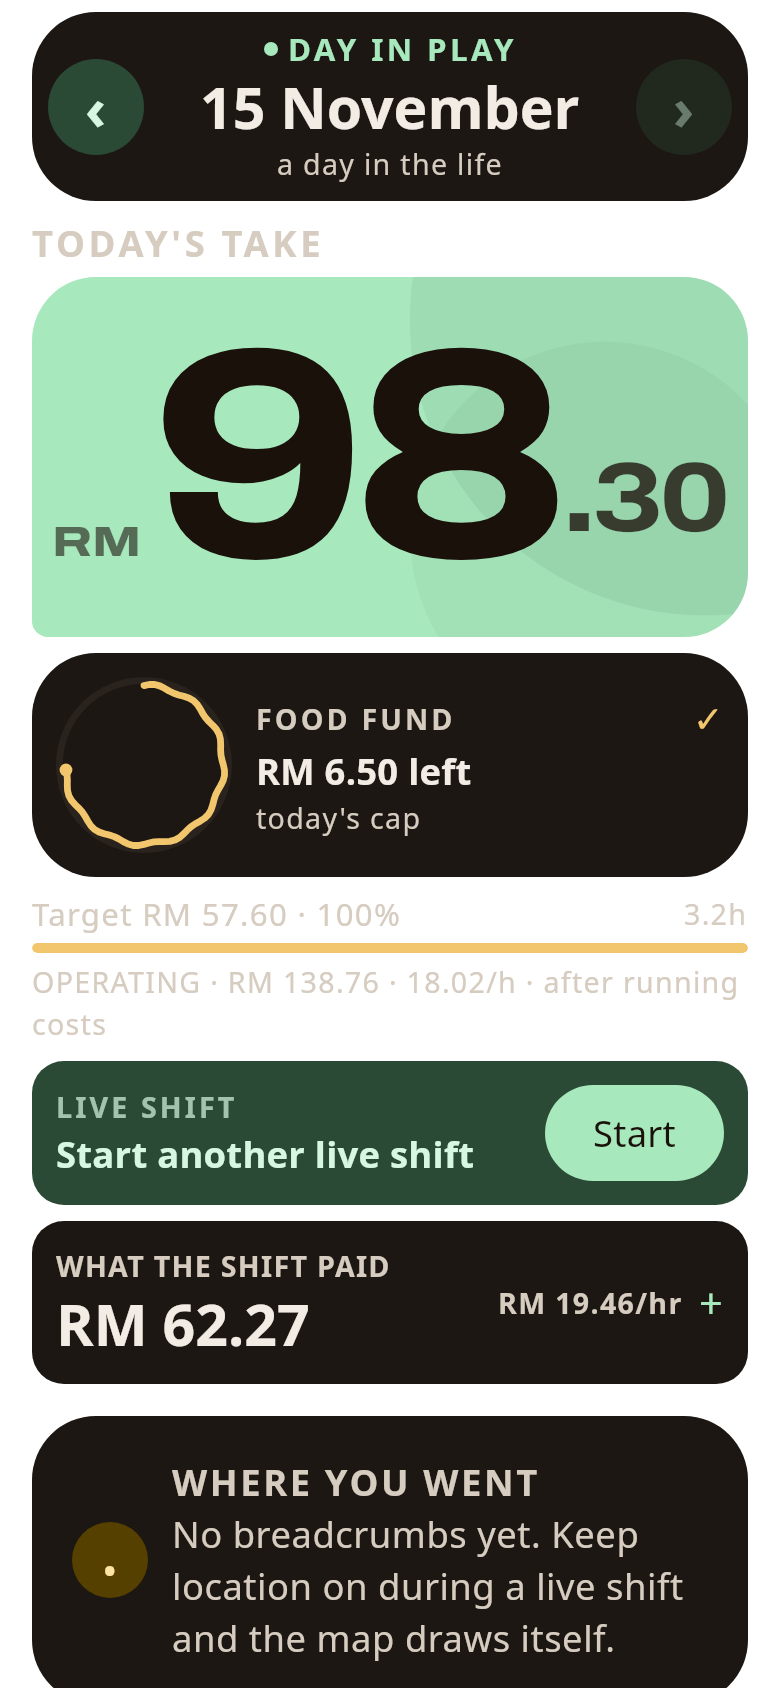 DAY IN PLAY
‹
15 November
›
a day in the life
TODAY'S TAKE
RM 98.30
FOOD FUND ✓
RM 6.50 left
today's cap
Target RM 57.60 · 100% 3.2h
OPERATING · RM 138.76 · 18.02/h · after running
costs
LIVE SHIFT
Start another live shift
Start
WHAT THE SHIFT PAID
RM 62.27
RM 19.46/hr +
WHERE YOU WENT
No breadcrumbs yet. Keep
location on during a live shift
and the map draws itself.
.